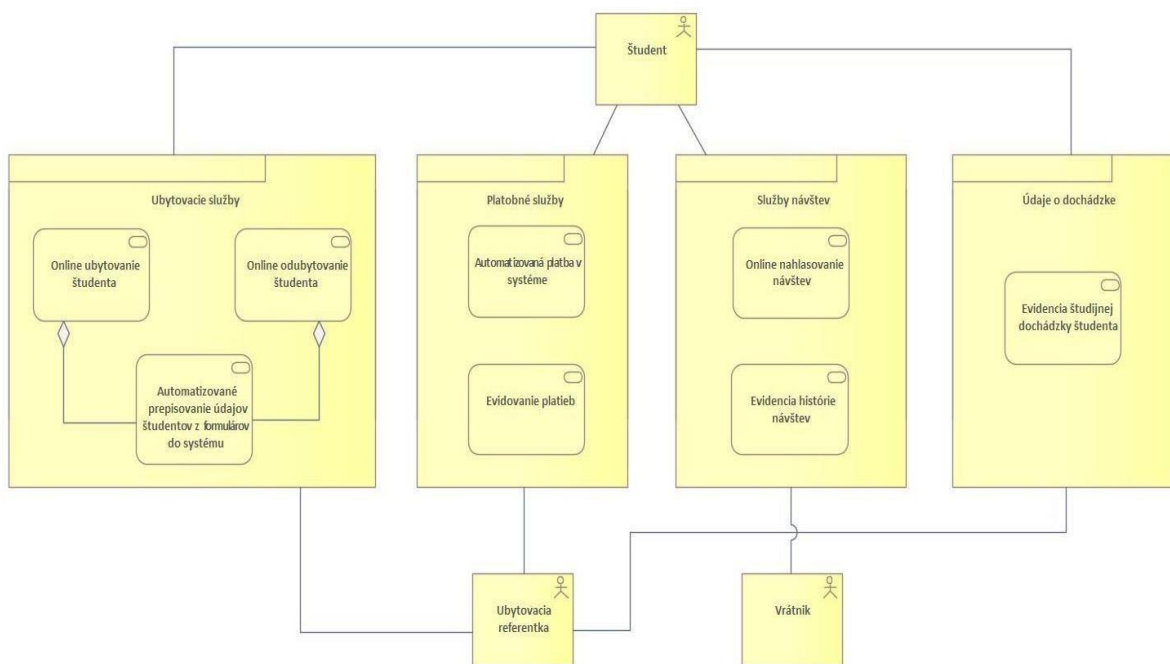 Študent
Ubytovacie služby
Online ubytovanie
študenta
Online odubytovanie
študenta
Automatizované
prepisovanie údajov
študentov z formulárov
do systému
Platobné služby
Automatizovaná platba v
systéme
Evidovanie platieb
Služby návštev
Online nahlasovanie
návštev
Evidencia histórie
návštev
Údaje o dochádzke
Evidencia študijnej
dochádzky študenta
Ubytovacia
referentka
Vrátnik